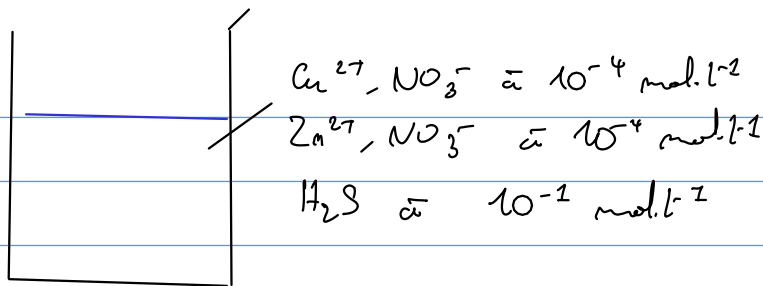 Cu²⁺, NO₃⁻ à 10⁻⁴ mol.l⁻¹
Zn²⁺, NO₃⁻ à 10⁻⁴ mol.l⁻¹
H₂S à 10⁻¹ mol.l⁻¹